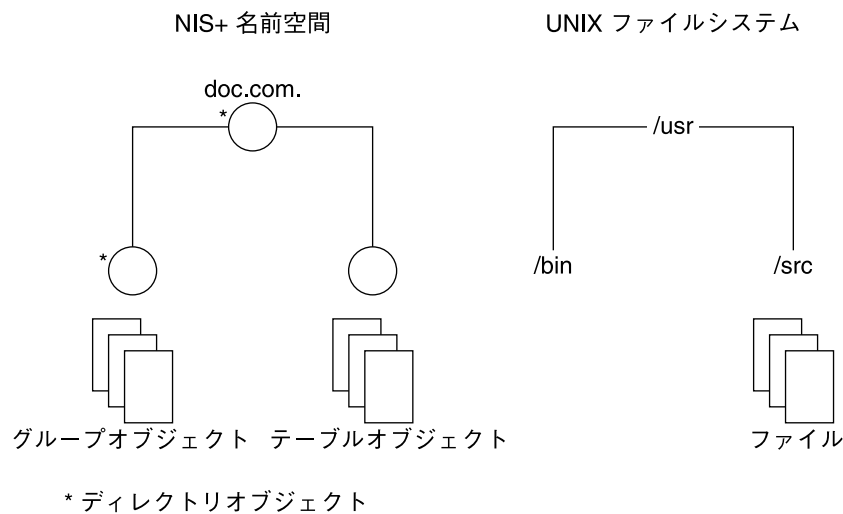 NIS+ 名前空間
UNIX ファイルシステム
doc.com.
*
/usr
*
/bin
/src
グループオブジェクト
テーブルオブジェクト
ファイル
* ディレクトリオブジェクト